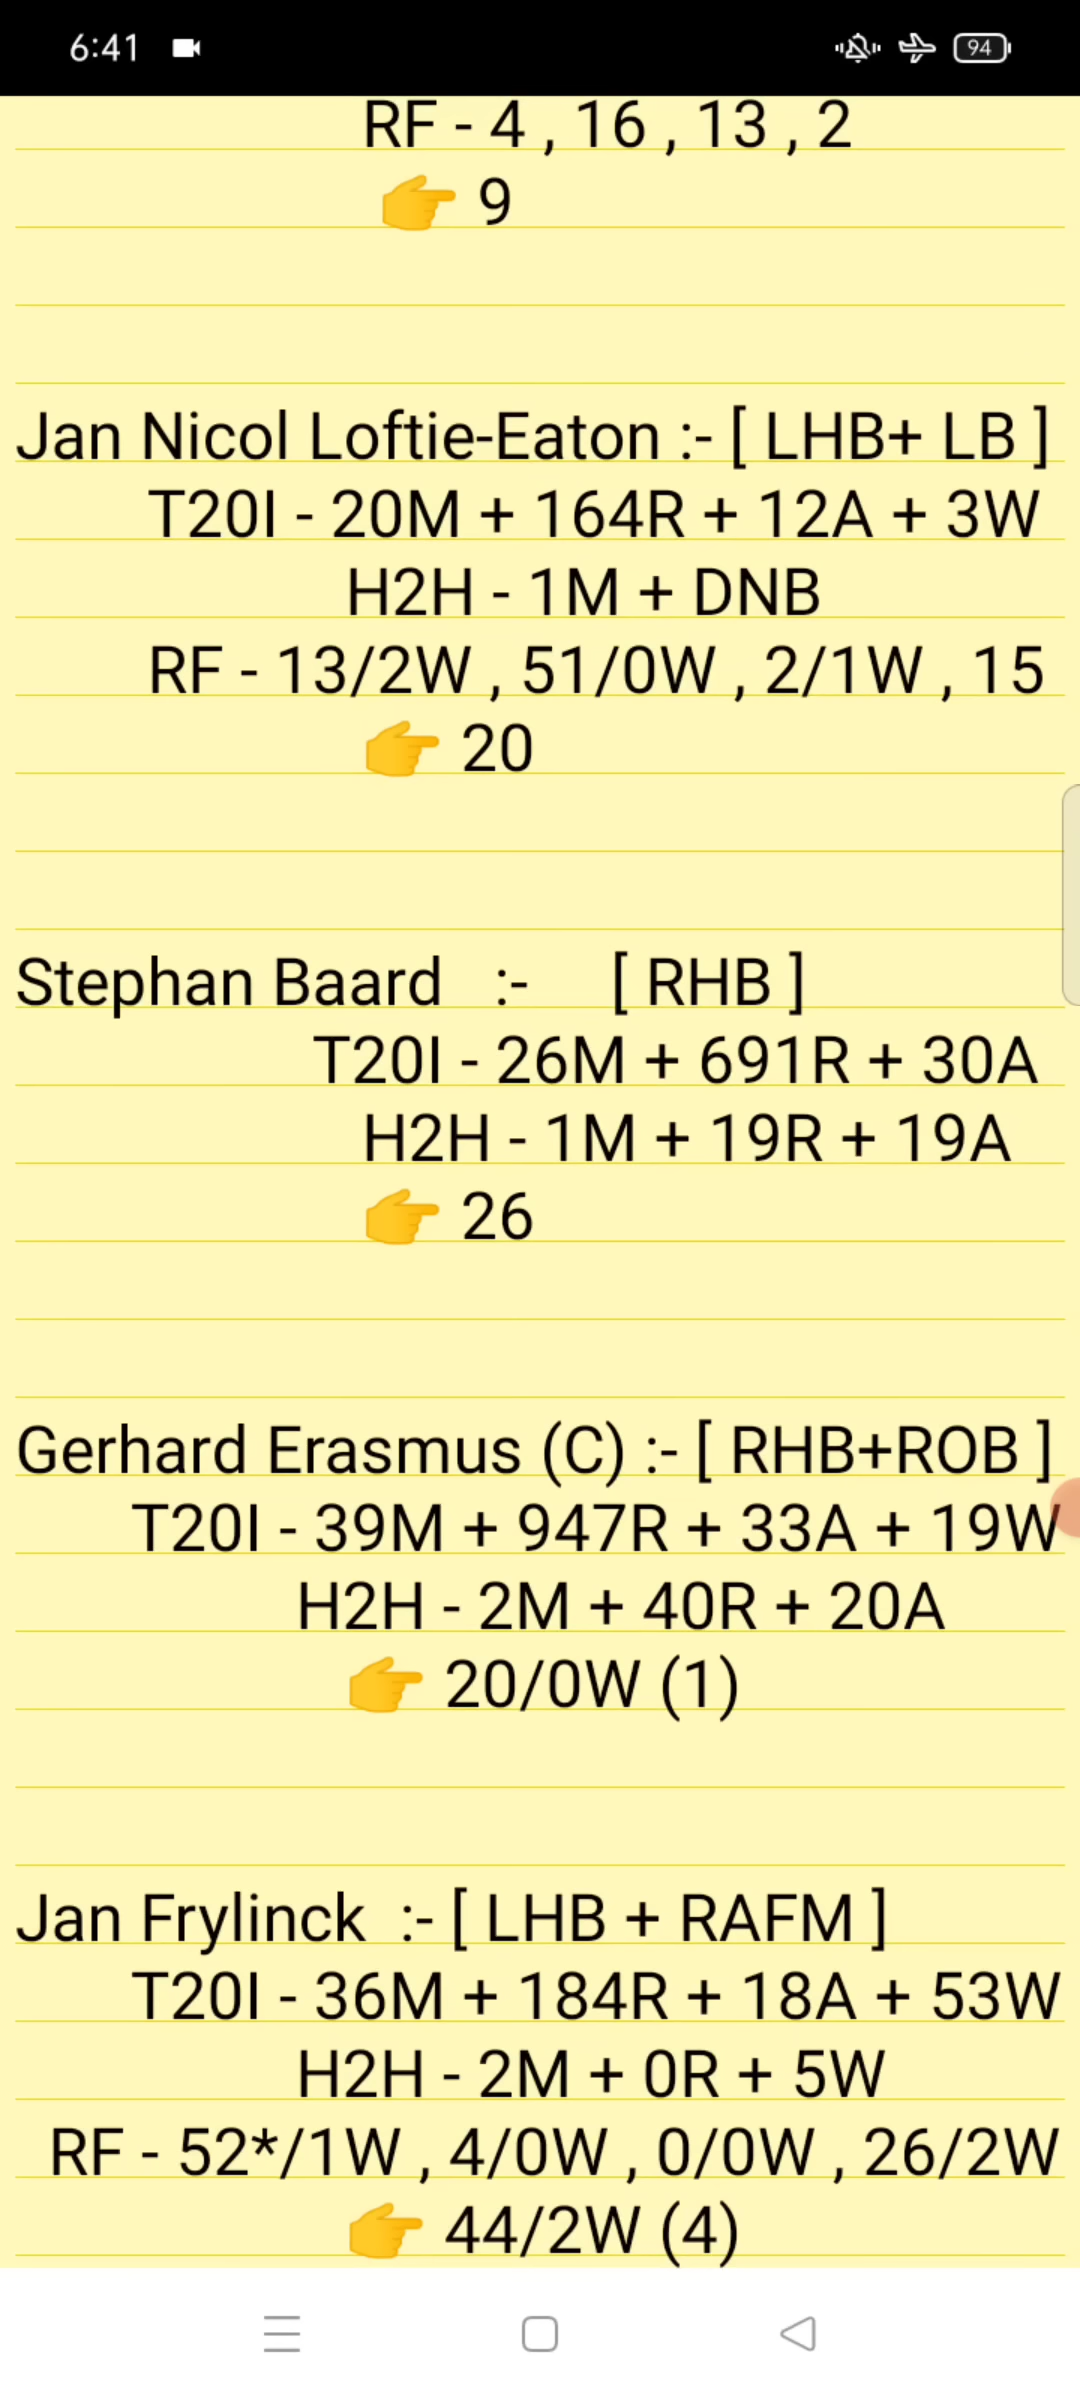 6:41
94
RF - 4 , 16 , 13 , 2
👉 9
Jan Nicol Loftie-Eaton :- [ LHB+ LB ]
T20I - 20M + 164R + 12A + 3W
H2H - 1M + DNB
RF - 13/2W , 51/0W , 2/1W , 15
👉 20
Stephan Baard :- [ RHB ]
T20I - 26M + 691R + 30A
H2H - 1M + 19R + 19A
👉 26
Gerhard Erasmus (C) :- [ RHB+ROB ]
T20I - 39M + 947R + 33A + 19W
H2H - 2M + 40R + 20A
👉 20/0W (1)
Jan Frylinck :- [ LHB + RAFM ]
T20I - 36M + 184R + 18A + 53W
H2H - 2M + 0R + 5W
RF - 52*/1W , 4/0W , 0/0W , 26/2W
👉 44/2W (4)